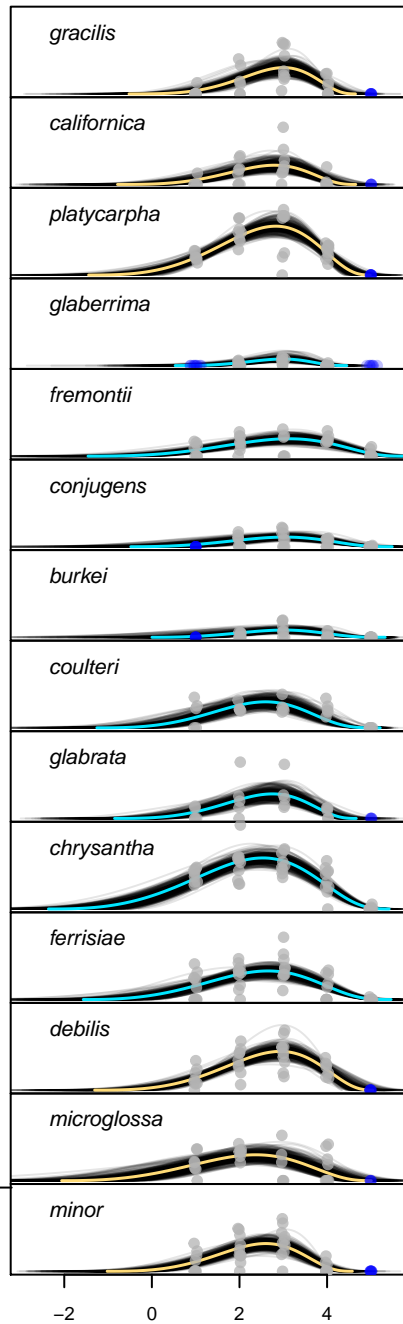 gracilis
californica
platycarpha
glaberrima
fremontii
conjugens
burkei
coulteri
glabrata
chrysantha
ferrisiae
debilis
microglossa
minor
−2 0 2 4